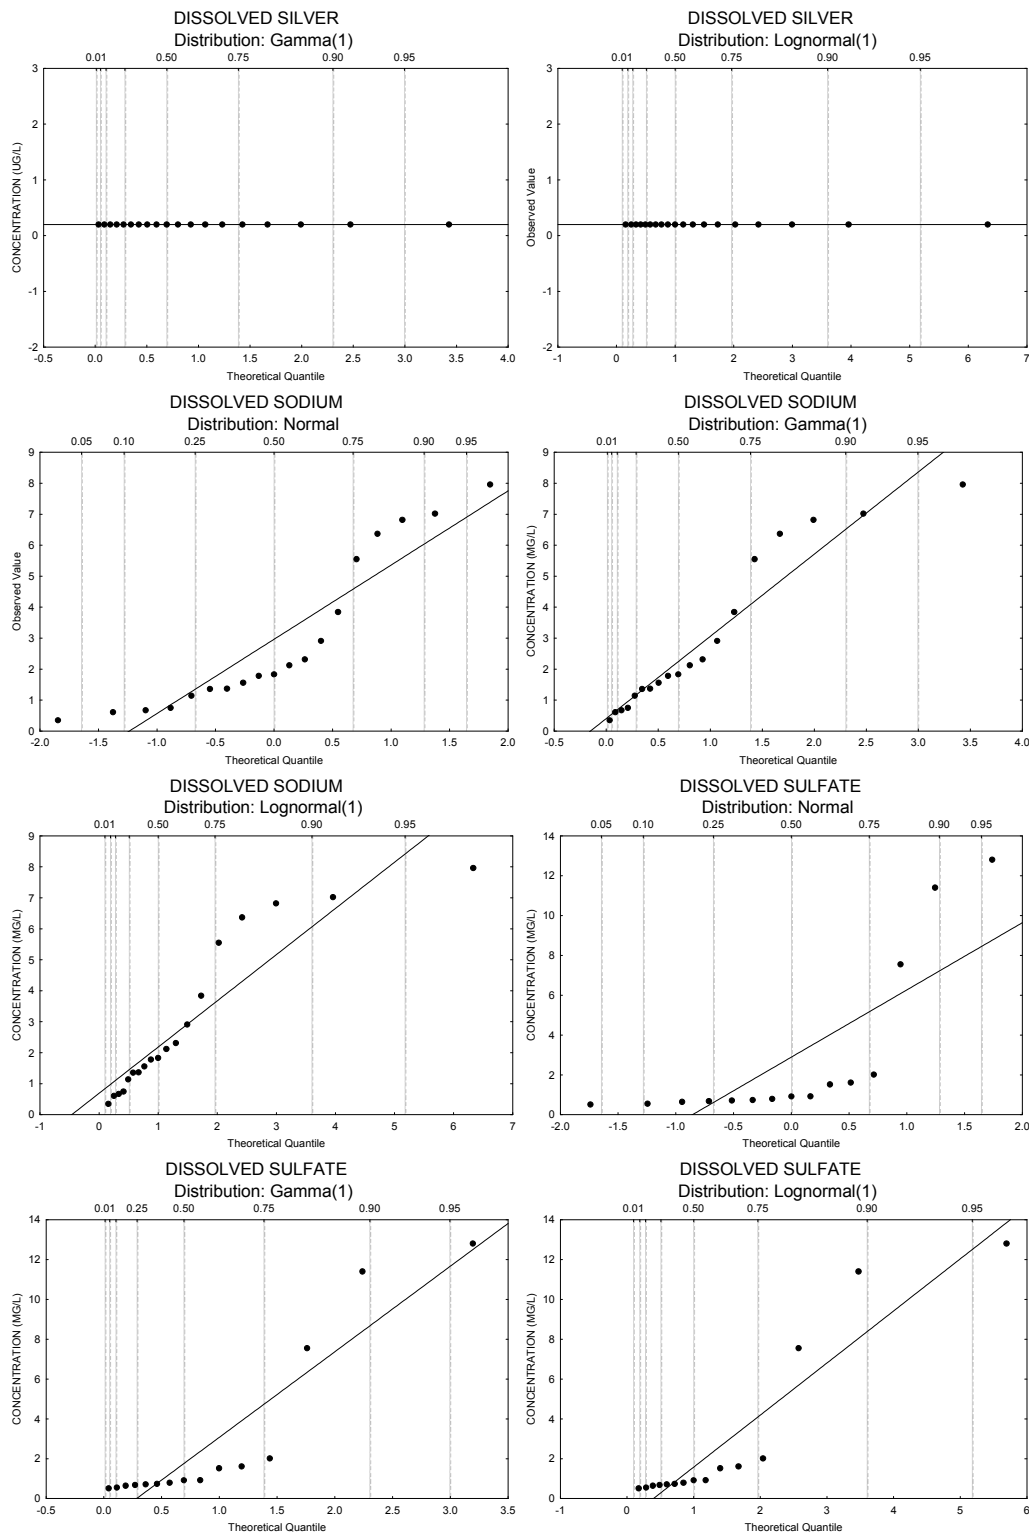 DISSOLVED SILVER
Distribution: Gamma(1)
0.01 0.50 0.75 0.90 0.95
3
2
1
0
-1
-2
CONCENTRATION (UG/L)
-0.5 0.0 0.5 1.0 1.5 2.0 2.5 3.0 3.5 4.0
Theoretical Quantile
DISSOLVED SILVER
Distribution: Lognormal(1)
0.01 0.50 0.75 0.90 0.95
3
2
1
0
-1
-2
Observed Value
-1 0 1 2 3 4 5 6 7
Theoretical Quantile
DISSOLVED SODIUM
Distribution: Normal
0.05 0.10 0.25 0.50 0.75 0.90 0.95
9
8
7
6
5
4
3
2
1
0
Observed Value
-2.0 -1.5 -1.0 -0.5 0.0 0.5 1.0 1.5 2.0
Theoretical Quantile
DISSOLVED SODIUM
Distribution: Gamma(1)
0.01 0.50 0.75 0.90 0.95
9
8
7
6
5
4
3
2
1
0
CONCENTRATION (MG/L)
-0.5 0.0 0.5 1.0 1.5 2.0 2.5 3.0 3.5 4.0
Theoretical Quantile
DISSOLVED SODIUM
Distribution: Lognormal(1)
0.01 0.50 0.75 0.90 0.95
9
8
7
6
5
4
3
2
1
0
CONCENTRATION (MG/L)
-1 0 1 2 3 4 5 6 7
Theoretical Quantile
DISSOLVED SULFATE
Distribution: Normal
0.05 0.10 0.25 0.50 0.75 0.90 0.95
14
12
10
8
6
4
2
0
CONCENTRATION (MG/L)
-2.0 -1.5 -1.0 -0.5 0.0 0.5 1.0 1.5 2.0
Theoretical Quantile
DISSOLVED SULFATE
Distribution: Gamma(1)
0.01 0.25 0.50 0.75 0.90 0.95
14
12
10
8
6
4
2
0
CONCENTRATION (MG/L)
-0.5 0.0 0.5 1.0 1.5 2.0 2.5 3.0 3.5
Theoretical Quantile
DISSOLVED SULFATE
Distribution: Lognormal(1)
0.01 0.50 0.75 0.90 0.95
14
12
10
8
6
4
2
0
CONCENTRATION (MG/L)
-1 0 1 2 3 4 5 6
Theoretical Quantile